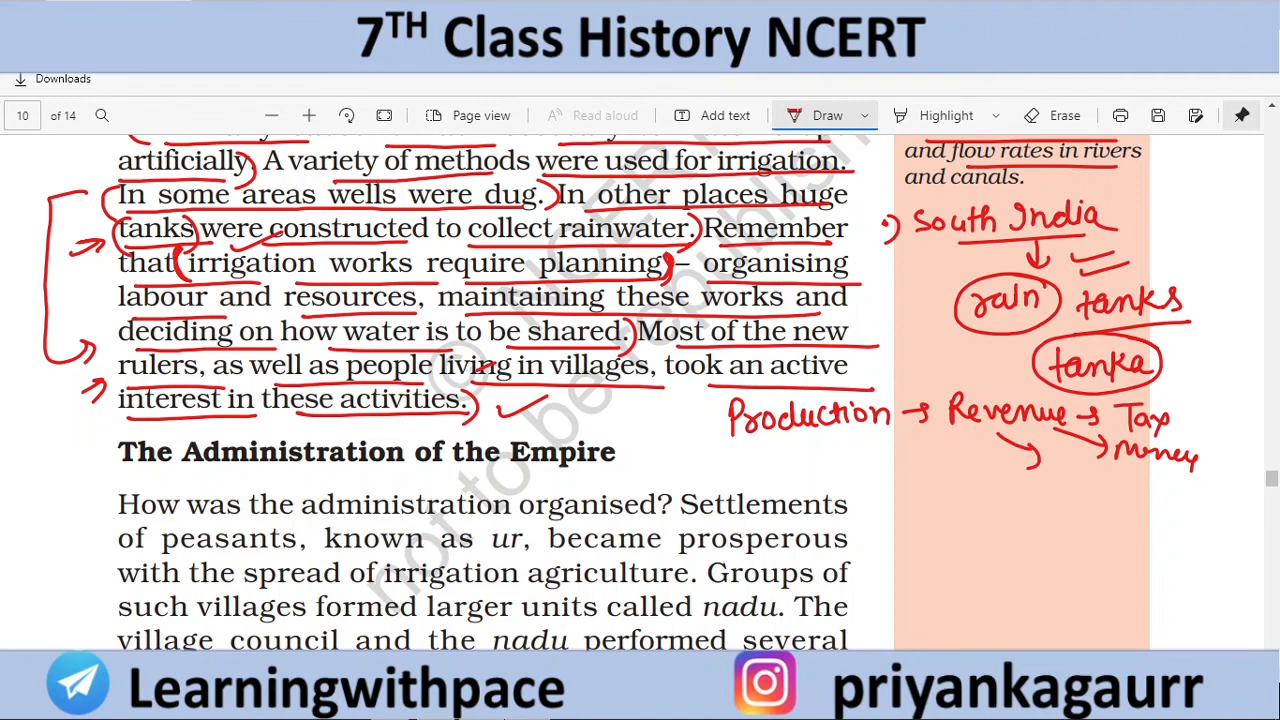 7TH Class History NCERT
Downloads
10 of 14 Page view Read aloud Add text Draw Highlight Erase
artificially. A variety of methods were used for irrigation.
In some areas wells were dug. In other places huge
tanks were constructed to collect rainwater. Remember
that irrigation works require planning – organising
labour and resources, maintaining these works and
deciding on how water is to be shared. Most of the new
rulers, as well as people living in villages, took an active
interest in these activities.
The Administration of the Empire
How was the administration organised? Settlements
of peasants, known as ur, became prosperous
with the spread of irrigation agriculture. Groups of
such villages formed larger units called nadu. The
village council and the nadu performed several
and flow rates in rivers
and canals.
South India
rain tanks
tanka
Production → Revenue → Tax
Money
© NCER
not to be republish
Learningwithpace
priyankagaurr